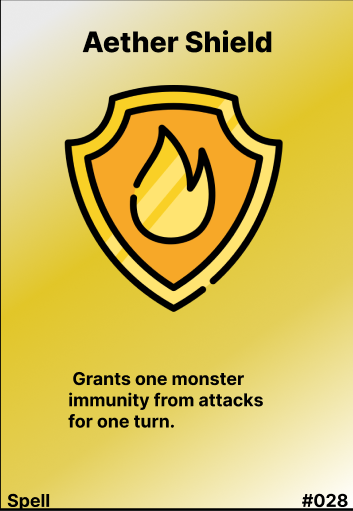 Aether Shield
Grants one monster
immunity from attacks
for one turn.
Spell
#028